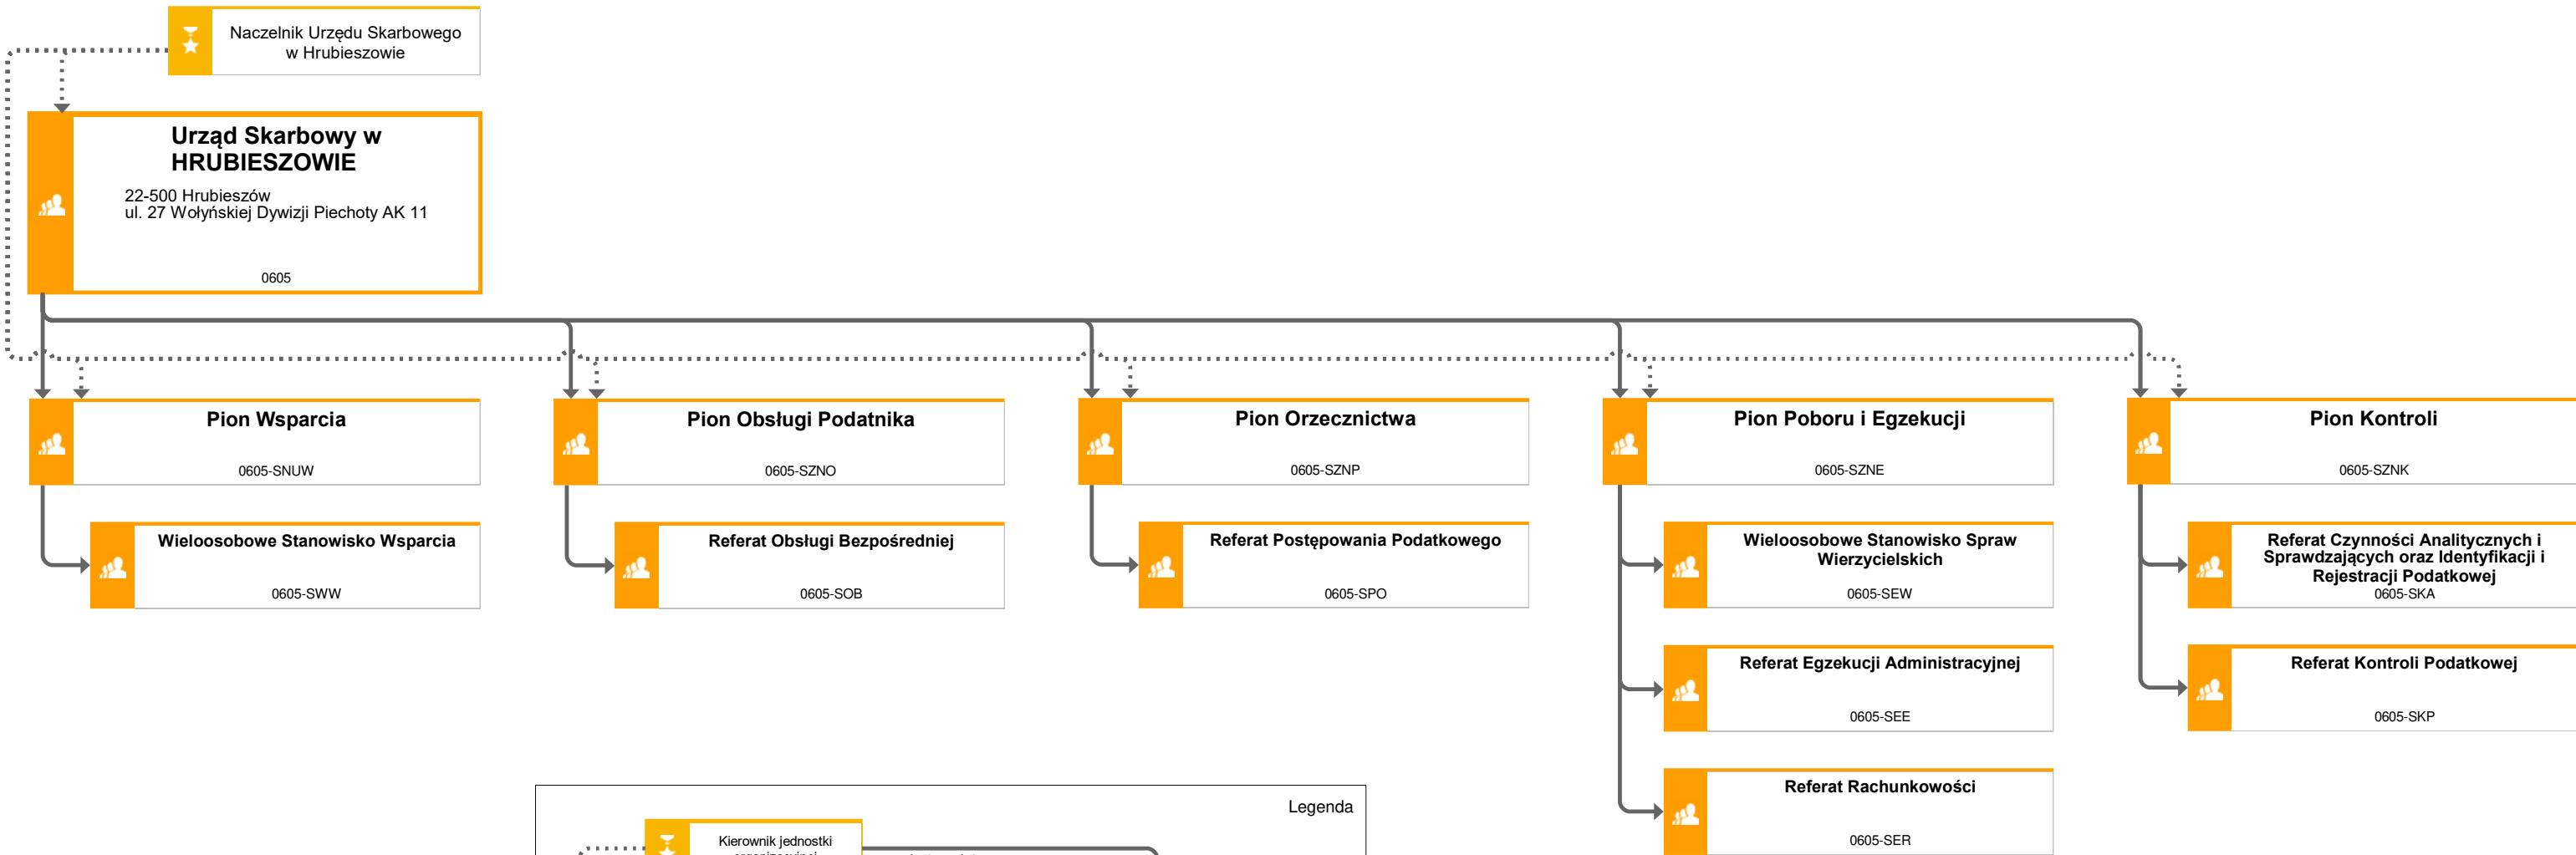 Naczelnik Urzędu Skarbowego
w Hrubieszowie
Urząd Skarbowy w
HRUBIESZOWIE
22-500 Hrubieszów
ul. 27 Wołyńskiej Dywizji Piechoty AK 11
0605
Pion Wsparcia
0605-SNUW
Pion Obsługi Podatnika
0605-SZNO
Pion Orzecznictwa
0605-SZNP
Pion Poboru i Egzekucji
0605-SZNE
Pion Kontroli
0605-SZNK
Wieloosobowe Stanowisko Wsparcia
0605-SWW
Referat Obsługi Bezpośredniej
0605-SOB
Referat Postępowania Podatkowego
0605-SPO
Wieloosobowe Stanowisko Spraw
Wierzycielskich
0605-SEW
Referat Czynności Analitycznych i
Sprawdzających oraz Identyfikacji i
Rejestracji Podatkowej
0605-SKA
Referat Egzekucji Administracyjnej
0605-SEE
Referat Kontroli Podatkowej
0605-SKP
Referat Rachunkowości
0605-SER
Legenda
Kierownik jednostki